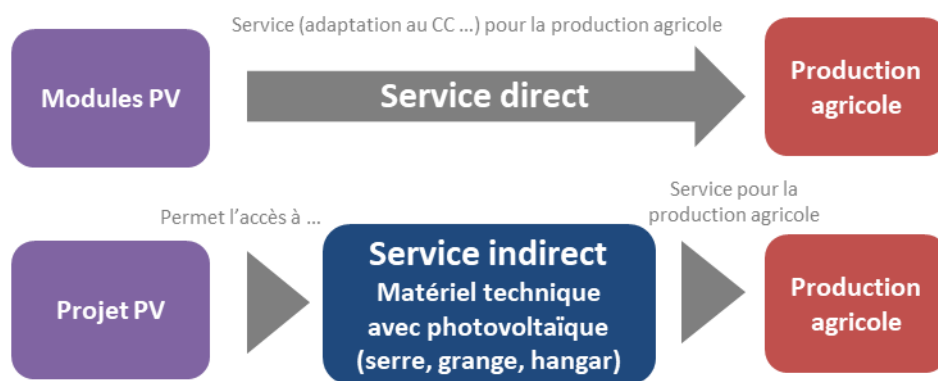 Service (adaptation au CC ...) pour la production agricole
Modules PV
Service direct
Production
agricole
Permet l'accès à ...
Service pour la
production agricole
Projet PV
Service indirect
Matériel technique
avec photovoltaïque
(serre, grange, hangar)
Production
agricole